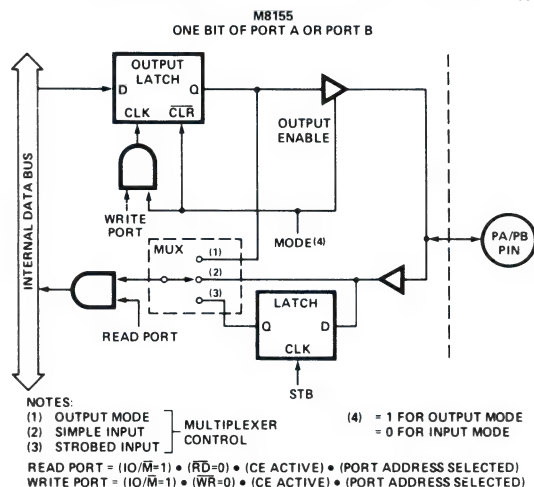 M8155
ONE BIT OF PORT A OR PORT B
OUTPUT
LATCH
D
Q
CLK
CLR
OUTPUT
ENABLE
INTERNAL DATA BUS
WRITE
PORT
MODE(4)
PA/PB
PIN
MUX
(1)
(2)
(3)
LATCH
Q
D
CLK
READ PORT
STB
NOTES:
(1) OUTPUT MODE
(2) SIMPLE INPUT
(3) STROBED INPUT
MULTIPLEXER
CONTROL
(4) = 1 FOR OUTPUT MODE
= 0 FOR INPUT MODE
READ PORT = (IO/M̅=1) • (R̅D̅=0) • (CE ACTIVE) • (PORT ADDRESS SELECTED)
WRITE PORT = (IO/M̅=1) • (W̅R̅=0) • (CE ACTIVE) • (PORT ADDRESS SELECTED)